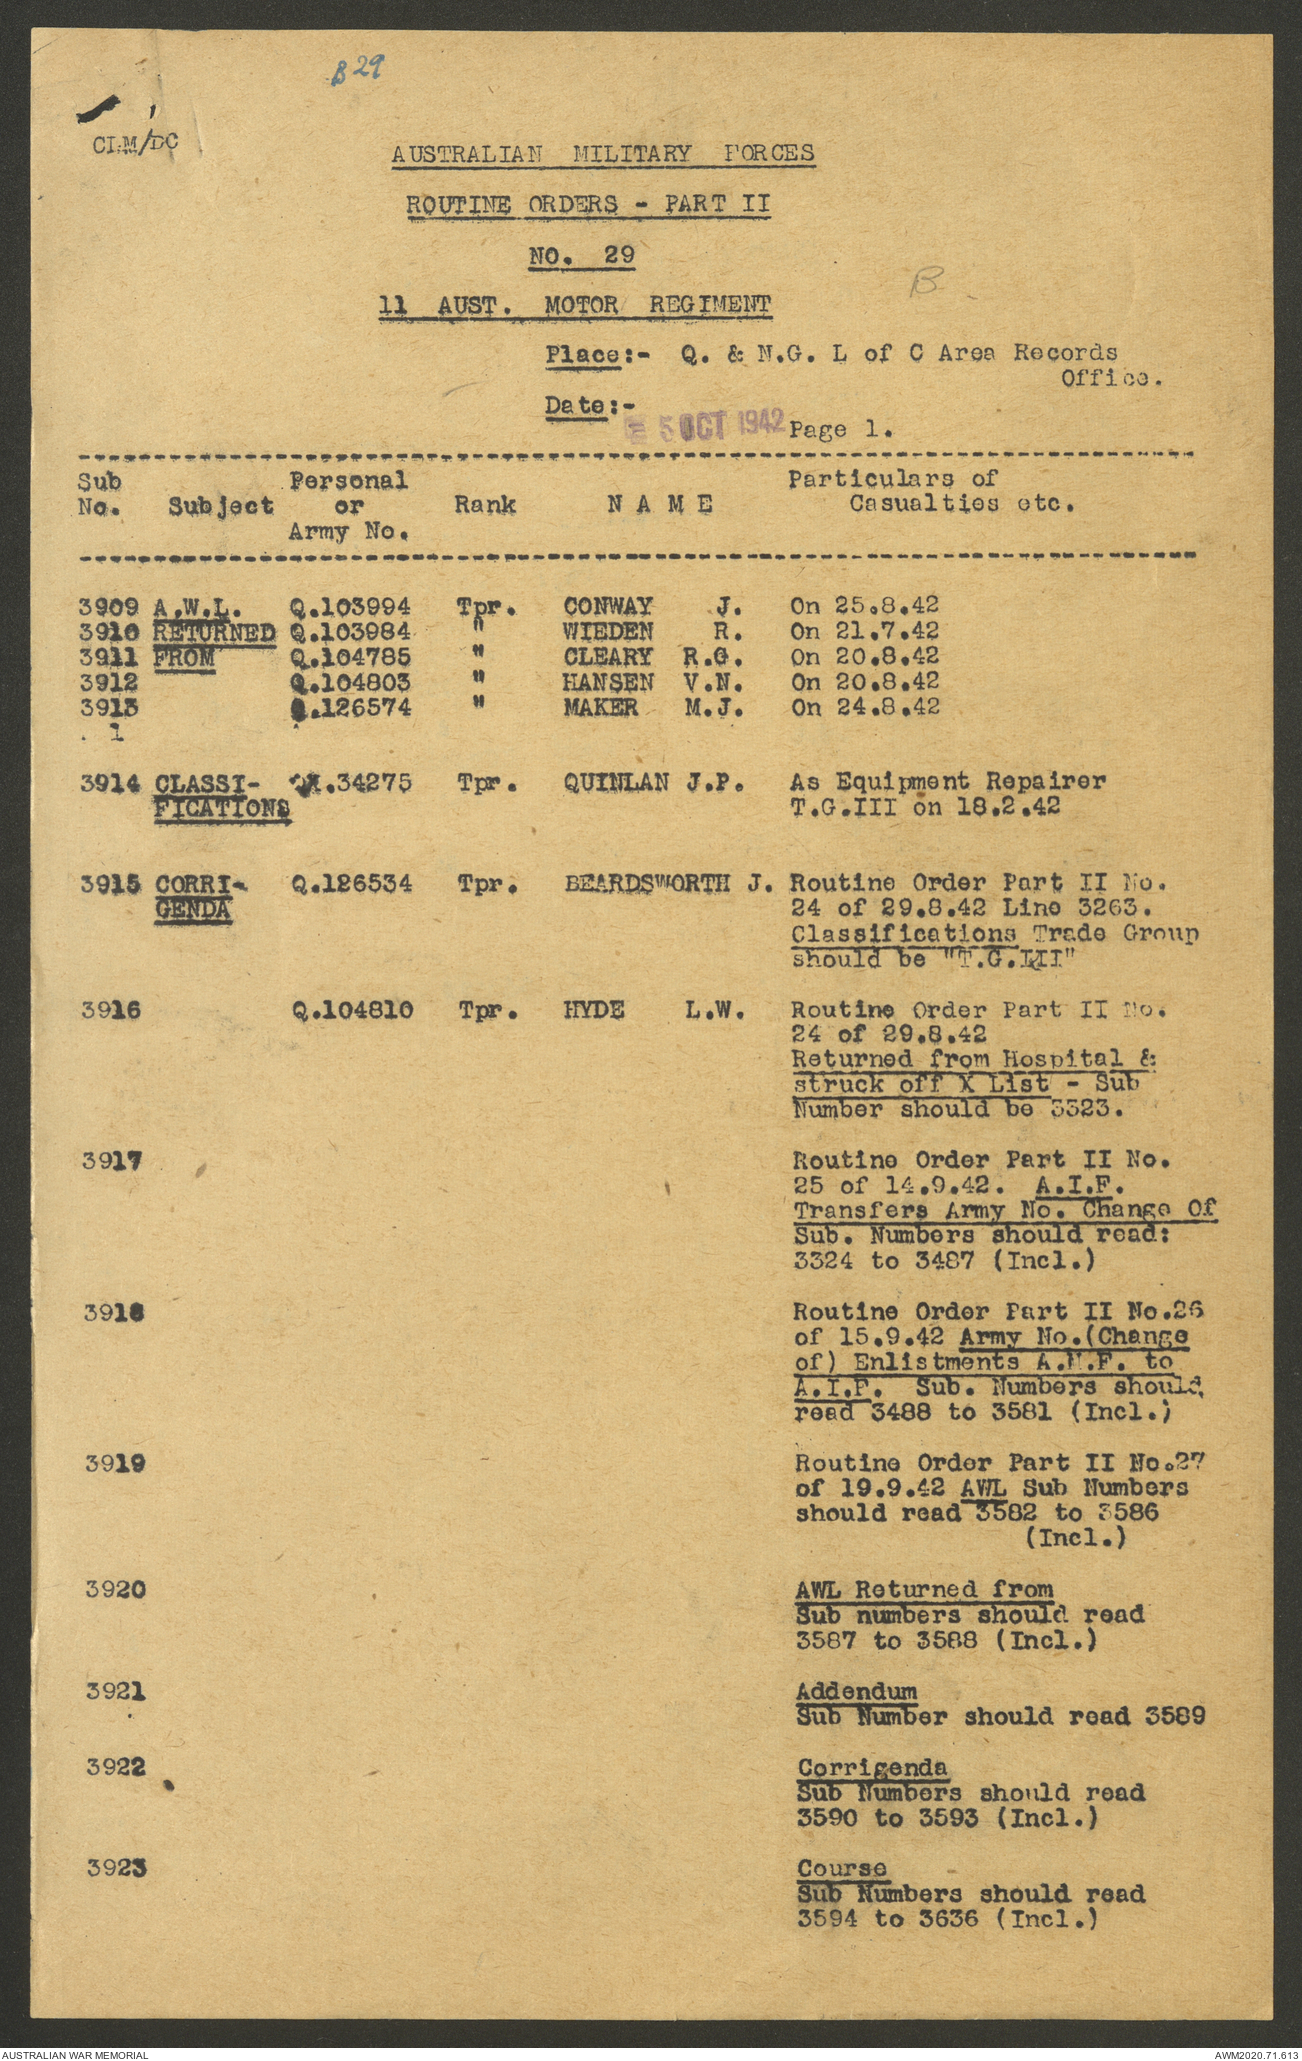 B 29
CLM/DC
AUSTRALIAN MILITARY FORCES
ROUTINE ORDERS - PART II
NO. 29
B
11 AUST. MOTOR REGIMENT
Place:- Q. & N.G. L of C Area Records
Office.
Date:-
5 OCT 1942 Page 1.
Sub Personal Particulars of
No. Subject or Rank N A M E Casualties etc.
Army No.
3909 A.W.L. Q.103994 Tpr. CONWAY J. On 25.8.42
3910 RETURNED Q.103984 " WIEDEN R. On 21.7.42
3911 FROM Q.104785 " CLEARY R.G. On 20.8.42
3912 Q.104803 " HANSEN V.N. On 20.8.42
3913 Q.126574 " MAKER M.J. On 24.8.42
. 1
3914 CLASSI- QX.34275 Tpr. QUINLAN J.P. As Equipment Repairer
FICATIONS T.G.III on 18.2.42
3915 CORRI- Q.126534 Tpr. BEARDSWORTH J. Routine Order Part II No.
GENDA 24 of 29.8.42 Line 3263.
Classifications Trade Group
should be "T.G.III"
3916 Q.104810 Tpr. HYDE L.W. Routine Order Part II No.
24 of 29.8.42
Returned from Hospital &
struck off X List - Sub
Number should be 3323.
3917 Routine Order Part II No.
25 of 14.9.42. A.I.F.
Transfers Army No. Change Of
Sub. Numbers should read:
3324 to 3487 (Incl.)
3918 Routine Order Part II No.26
of 15.9.42 Army No.(Change
of) Enlistments A.M.F. to
A.I.F. Sub. Numbers should
read 3488 to 3581 (Incl.)
3919 Routine Order Part II No.27
of 19.9.42 AWL Sub Numbers
should read 3582 to 3586
(Incl.)
3920 AWL Returned from
Sub numbers should read
3587 to 3588 (Incl.)
3921 Addendum
Sub Number should read 3589
3922 Corrigenda
Sub Numbers should read
3590 to 3593 (Incl.)
3923 Course
Sub Numbers should read
3594 to 3636 (Incl.)
AUSTRALIAN WAR MEMORIAL AWM2020.71.613